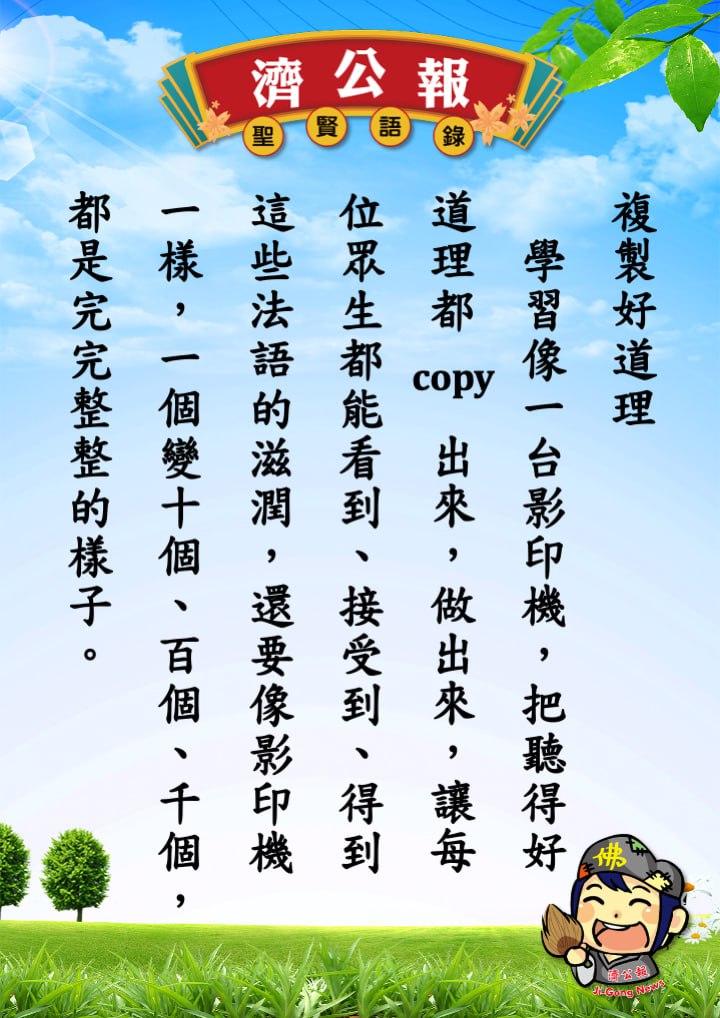 濟公報
聖賢語錄
複製好道理
學習像一台影印機，把聽得好
道理都 copy 出來，做出來，讓每
位眾生都能看到、接受到、得到
這些法語的滋潤，還要像影印機
一樣，一個變十個、百個、千個，
都是完完整整的樣子。
佛
濟公報
Ji-Gong News